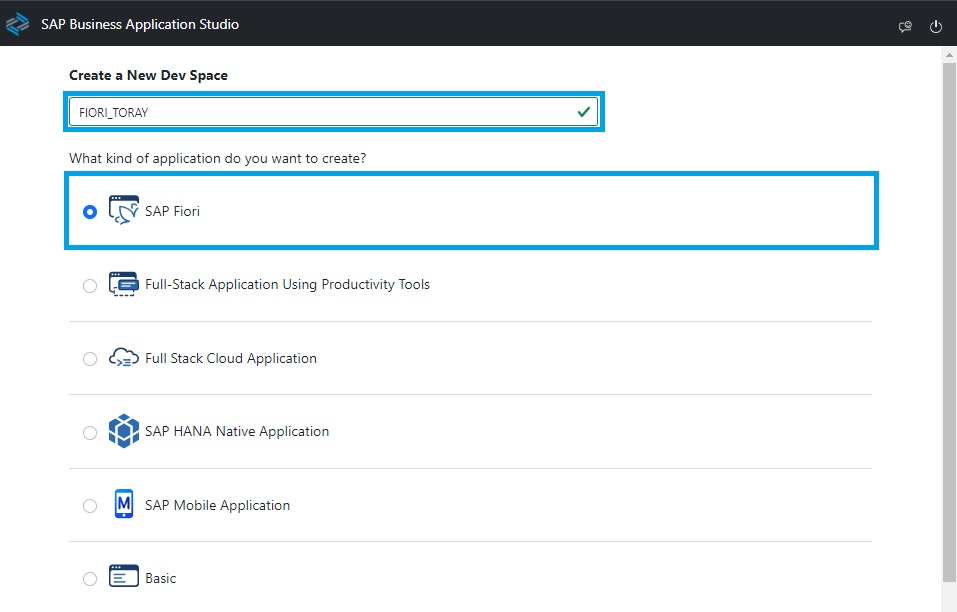 SAP Business Application Studio
Create a New Dev Space
FIORI_TORAY
What kind of application do you want to create?
SAP Fiori
Full-Stack Application Using Productivity Tools
Full Stack Cloud Application
SAP HANA Native Application
M
SAP Mobile Application
Basic